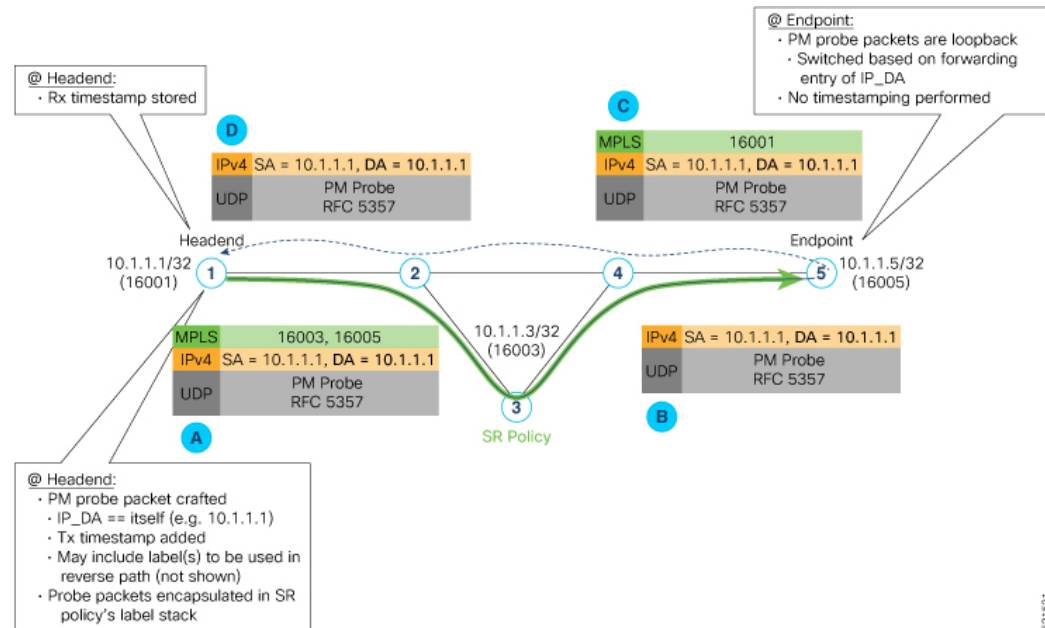 @ Endpoint:
· PM probe packets are loopback
· Switched based on forwarding
entry of IP_DA
· No timestamping performed
@ Headend:
· Rx timestamp stored
D
IPv4 SA = 10.1.1.1, DA = 10.1.1.1
UDP
PM Probe
RFC 5357
C
MPLS 16001
IPv4 SA = 10.1.1.1, DA = 10.1.1.1
UDP
PM Probe
RFC 5357
Headend
10.1.1.1/32
(16001)
1
2
4
Endpoint
5
10.1.1.5/32
(16005)
10.1.1.3/32
(16003)
3
SR Policy
MPLS 16003, 16005
IPv4 SA = 10.1.1.1, DA = 10.1.1.1
UDP
PM Probe
RFC 5357
A
IPv4 SA = 10.1.1.1, DA = 10.1.1.1
UDP
PM Probe
RFC 5357
B
@ Headend:
· PM probe packet crafted
· IP_DA == itself (e.g. 10.1.1.1)
· Tx timestamp added
· May include label(s) to be used in
reverse path (not shown)
· Probe packets encapsulated in SR
policy's label stack